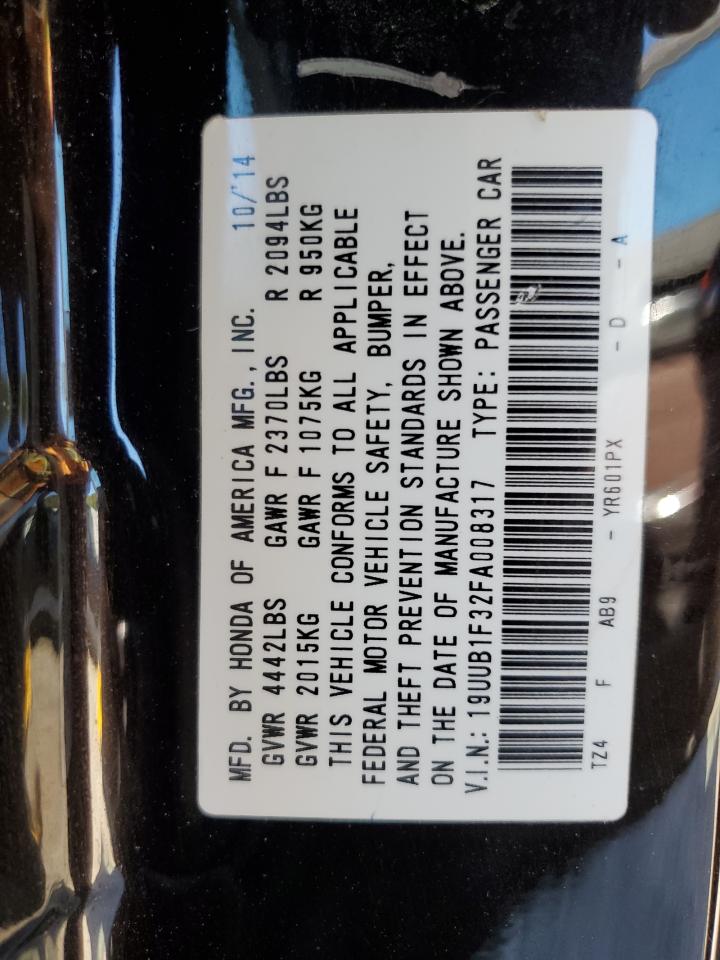 MFD. BY HONDA OF AMERICA MFG., INC. 10/'14
GVWR 4442LBS GAWR F 2370LBS R 2094LBS
GVWR 2015KG GAWR F 1075KG R 950KG
THIS VEHICLE CONFORMS TO ALL APPLICABLE
FEDERAL MOTOR VEHICLE SAFETY, BUMPER,
AND THEFT PREVENTION STANDARDS IN EFFECT
ON THE DATE OF MANUFACTURE SHOWN ABOVE.
V.I.N.: 19UUB1F32FA008317 TYPE: PASSENGER CAR
TZ4 F AB9 - YR601PX - D - A